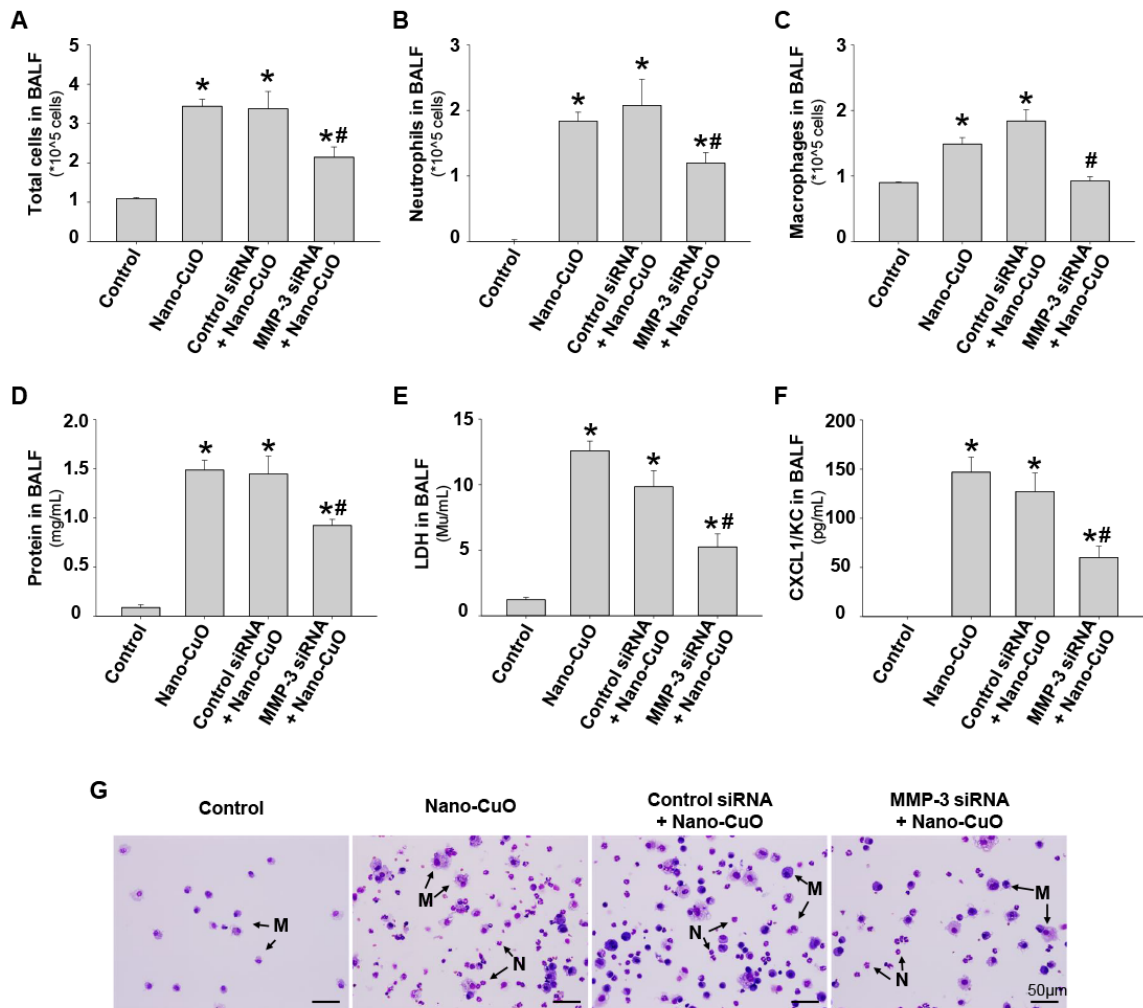 A
Total cells in BALF
(*10^5 cells)
5
4
3
2
1
0
*
*
*#
Control
Nano-CuO
Control siRNA
+ Nano-CuO
MMP-3 siRNA
+ Nano-CuO
B
Neutrophils in BALF
(*10^5 cells)
3
2
1
0
*
*
*#
Control
Nano-CuO
Control siRNA
+ Nano-CuO
MMP-3 siRNA
+ Nano-CuO
C
Macrophages in BALF
(*10^5 cells)
3
2
1
0
*
*
#
Control
Nano-CuO
Control siRNA
+ Nano-CuO
MMP-3 siRNA
+ Nano-CuO
D
Protein in BALF
(mg/mL)
2.0
1.5
1.0
0.5
0
*
*
*#
Control
Nano-CuO
Control siRNA
+ Nano-CuO
MMP-3 siRNA
+ Nano-CuO
E
LDH in BALF
(Mu/mL)
15
10
5
0
*
*
*#
Control
Nano-CuO
Control siRNA
+ Nano-CuO
MMP-3 siRNA
+ Nano-CuO
F
CXCL1/KC in BALF
(pg/mL)
200
150
100
50
0
*
*
*#
Control
Nano-CuO
Control siRNA
+ Nano-CuO
MMP-3 siRNA
+ Nano-CuO
G
Control
Nano-CuO
Control siRNA
+ Nano-CuO
MMP-3 siRNA
+ Nano-CuO
M
M
N
M
N
M
N
50μm